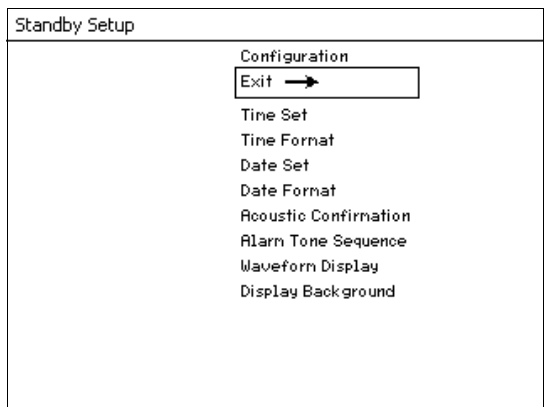 Standby Setup
Configuration
Exit
Time Set
Time Format
Date Set
Date Format
Acoustic Confirmation
Alarm Tone Sequence
Waveform Display
Display Background